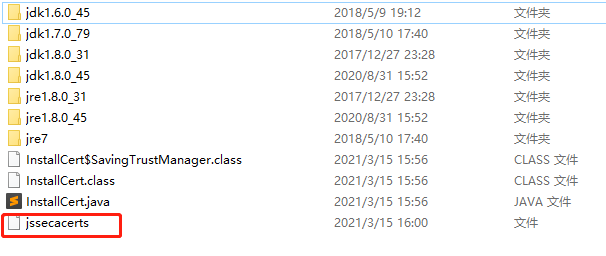 jdk1.6.0_45 2018/5/9 19:12 文件夹
jdk1.7.0_79 2018/5/10 17:40 文件夹
jdk1.8.0_31 2017/12/27 23:28 文件夹
jdk1.8.0_45 2020/8/31 15:52 文件夹
jre1.8.0_31 2017/12/27 23:28 文件夹
jre1.8.0_45 2020/8/31 15:52 文件夹
jre7 2018/5/10 17:40 文件夹
InstallCert$SavingTrustManager.class 2021/3/15 15:56 CLASS 文件
InstallCert.class 2021/3/15 15:56 CLASS 文件
InstallCert.java 2021/3/15 15:56 JAVA 文件
jssecacerts 2021/3/15 16:00 文件